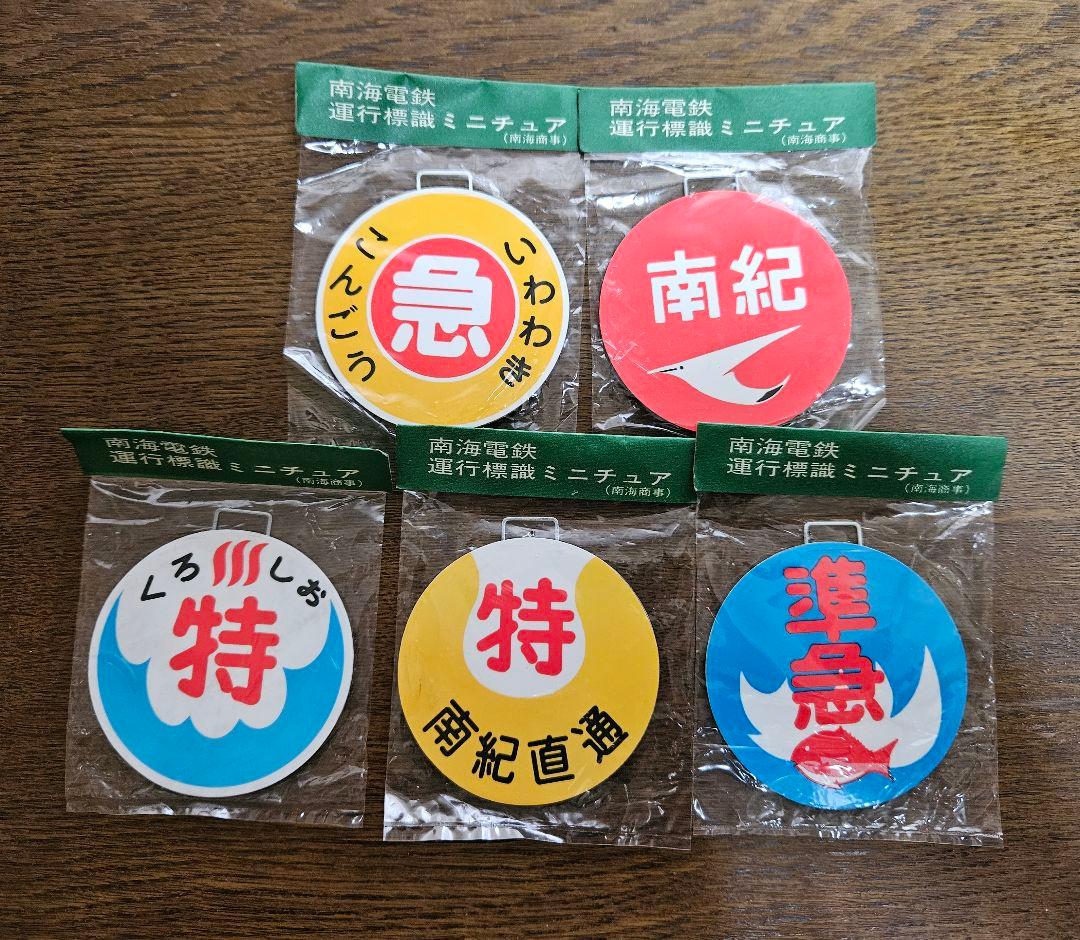 南海電鉄
運行標識ミニチュア
(南海商事)
こんごう
急
いわわき
南海電鉄
運行標識ミニチュア
(南海商事)
南紀
南海電鉄
運行標識ミニチュア
(南海商事)
くろしお
特
南海電鉄
運行標識ミニチュア
(南海商事)
特
南紀直通
南海電鉄
運行標識ミニチュア
(南海商事)
準
急